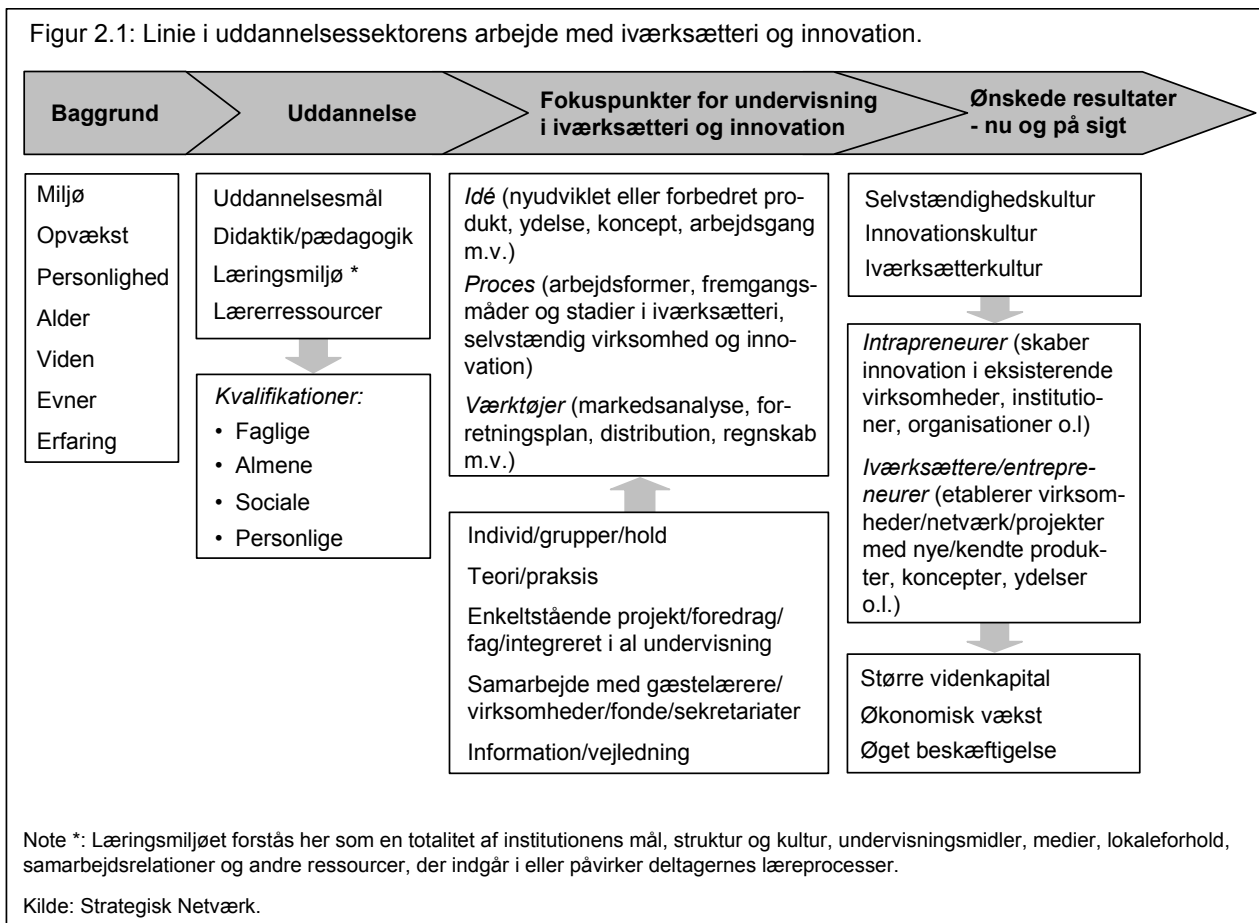 Figur 2.1: Linie i uddannelsessektorens arbejde med iværksætteri og innovation.
Baggrund
Uddannelse
Fokuspunkter for undervisning
i iværksætteri og innovation
Ønskede resultater
- nu og på sigt
Miljø
Opvækst
Personlighed
Alder
Viden
Evner
Erfaring
Uddannelsesmål
Didaktik/pædagogik
Læringsmiljø *
Lærerressourcer
Kvalifikationer:
• Faglige
• Almene
• Sociale
• Personlige
Idé (nyudviklet eller forbedret pro-
dukt, ydelse, koncept, arbejdsgang
m.v.)
Proces (arbejdsformer, fremgangs-
måder og stadier i iværksætteri,
selvstændig virksomhed og inno-
vation)
Værktøjer (markedsanalyse, for-
retningsplan, distribution, regnskab
m.v.)
Individ/grupper/hold
Teori/praksis
Enkeltstående projekt/foredrag/
fag/integreret i al undervisning
Samarbejde med gæstelærere/
virksomheder/fonde/sekretariater
Information/vejledning
Selvstændighedskultur
Innovationskultur
Iværksætterkultur
Intrapreneurer (skaber
innovation i eksisterende
virksomheder, institutio-
ner, organisationer o.l)
Iværksættere/entrepre-
neurer (etablerer virksom-
heder/netværk/projekter
med nye/kendte produk-
ter, koncepter, ydelser
o.l.)
Større videnkapital
Økonomisk vækst
Øget beskæftigelse
Note *: Læringsmiljøet forstås her som en totalitet af institutionens mål, struktur og kultur, undervisningsmidler, medier, lokaleforhold,
samarbejdsrelationer og andre ressourcer, der indgår i eller påvirker deltagernes læreprocesser.
Kilde: Strategisk Netværk.